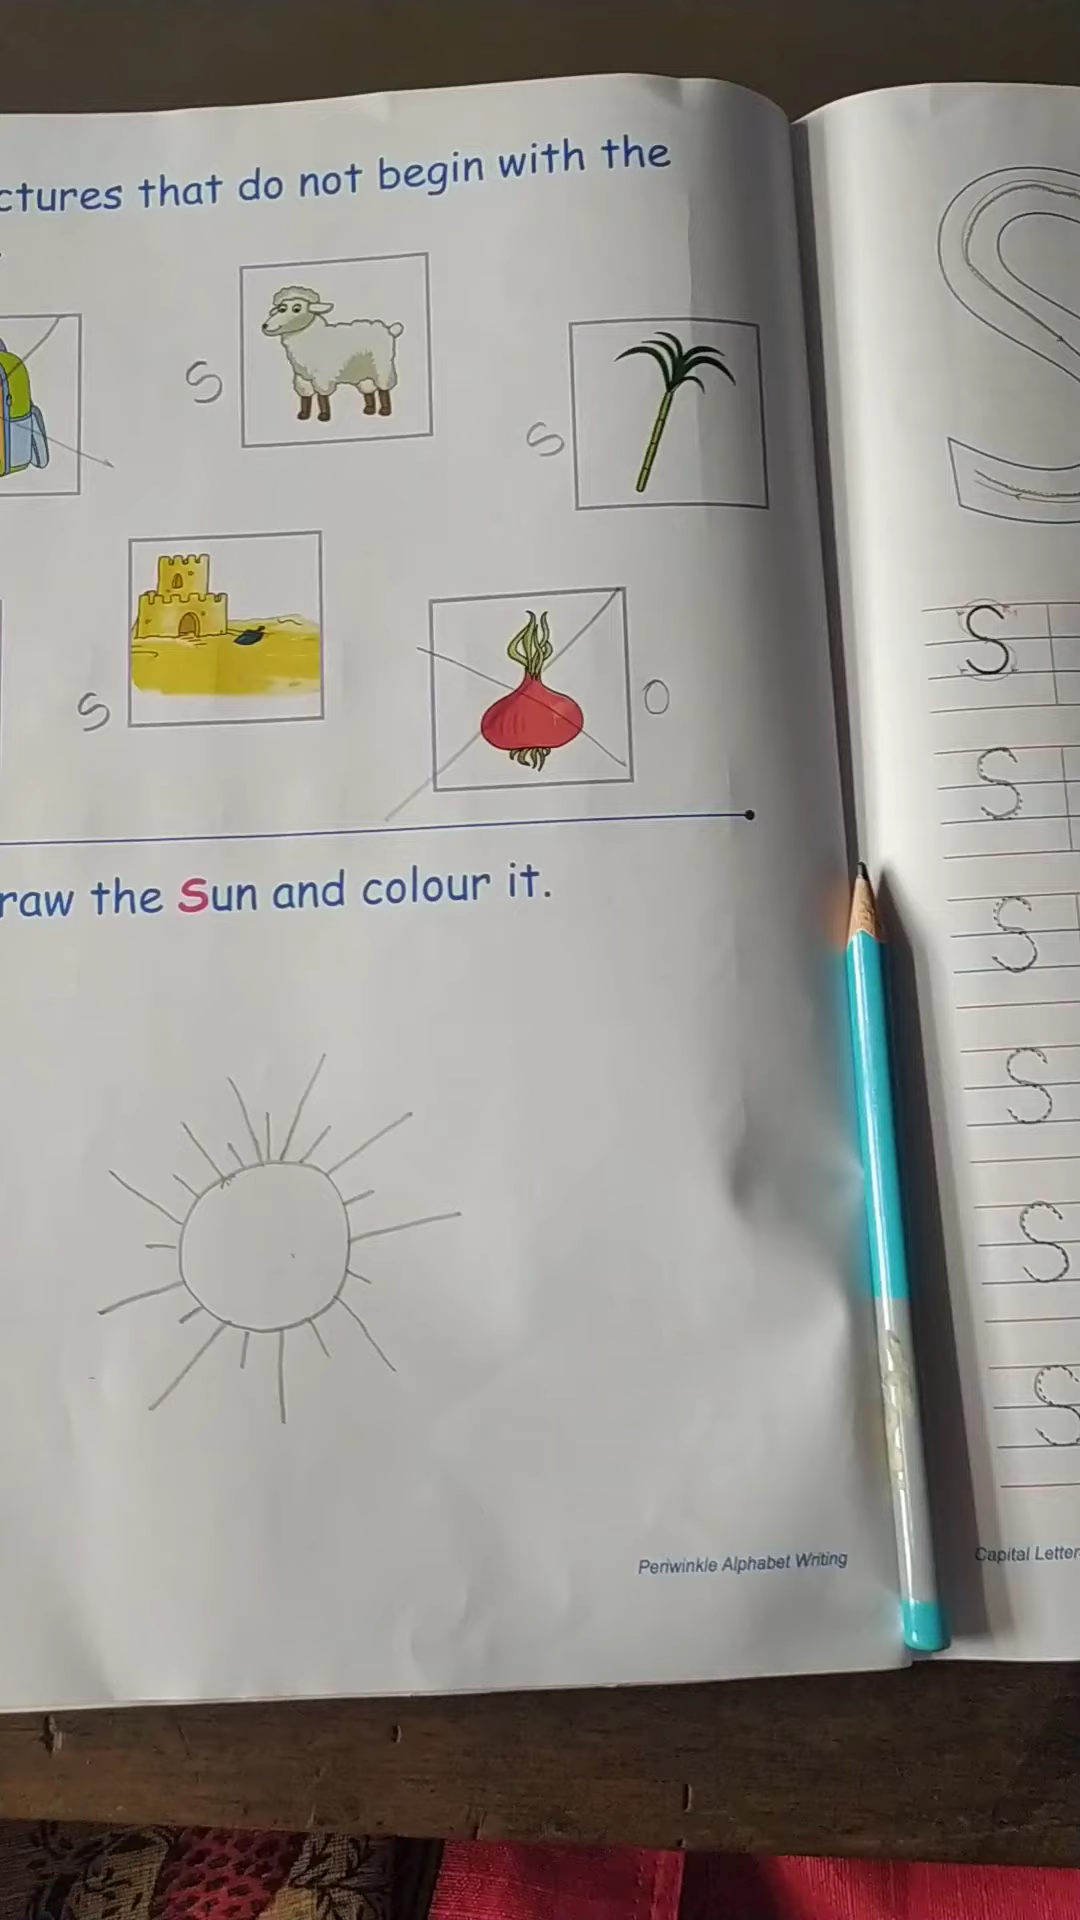 ctures that do not begin with the
S
S
S
O
raw the Sun and colour it.
Periwinkle Alphabet Writing
S
S
S
S
S
S
S
Capital Letter